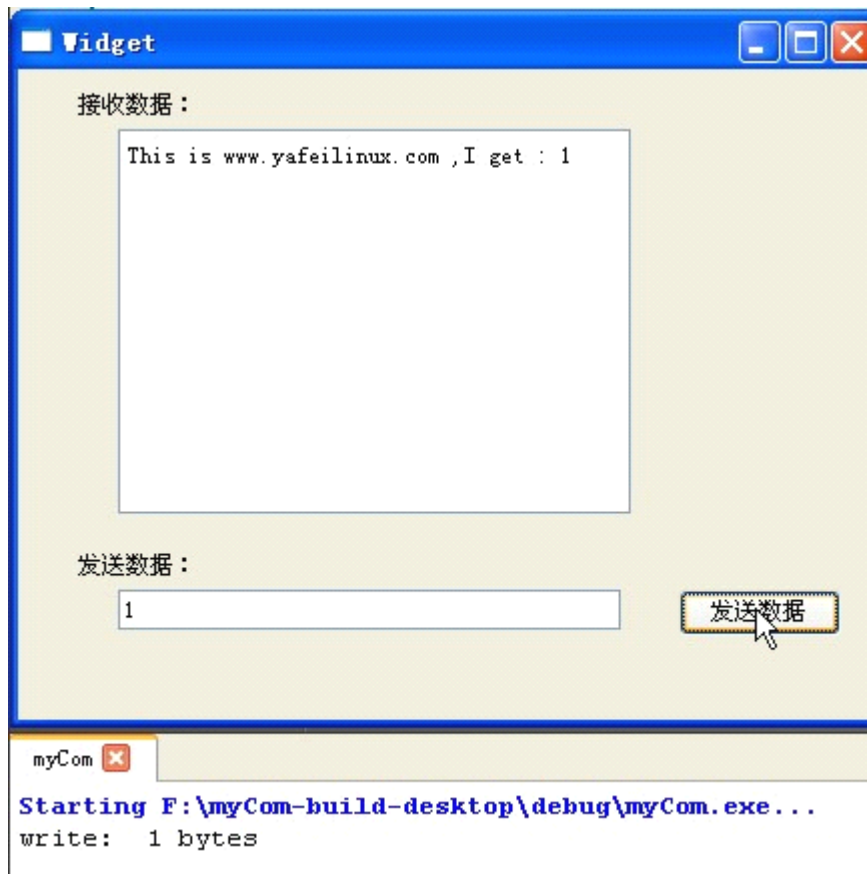 Widget
接收数据：
This is www.yafeilinux.com ,I get : 1
发送数据：
1
发送数据
myCom
Starting F:\myCom-build-desktop\debug\myCom.exe...
write:  1 bytes